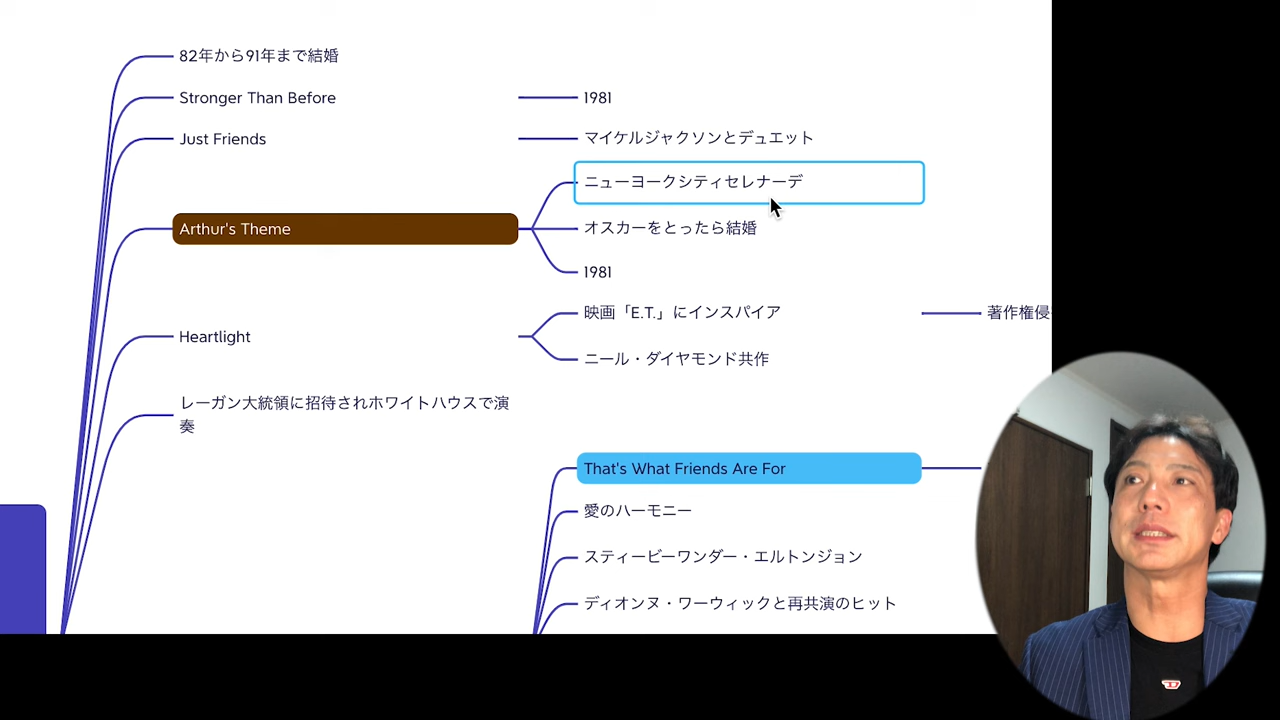 82年から91年まで結婚
Stronger Than Before
1981
Just Friends
マイケルジャクソンとデュエット
Arthur's Theme
ニューヨークシティセレナーデ
オスカーをとったら結婚
1981
Heartlight
映画「E.T.」にインスパイア
著作権侵
ニール・ダイヤモンド共作
レーガン大統領に招待されホワイトハウスで演
奏
That's What Friends Are For
愛のハーモニー
スティービーワンダー・エルトンジョン
ディオンヌ・ワーウィックと再共演のヒット